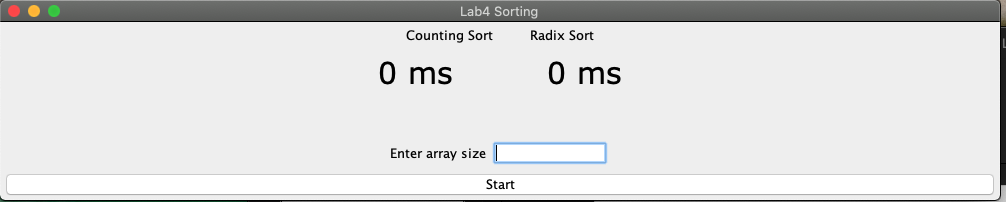 Lab4 Sorting
Counting Sort Radix Sort
0 ms 0 ms
Enter array size
Start